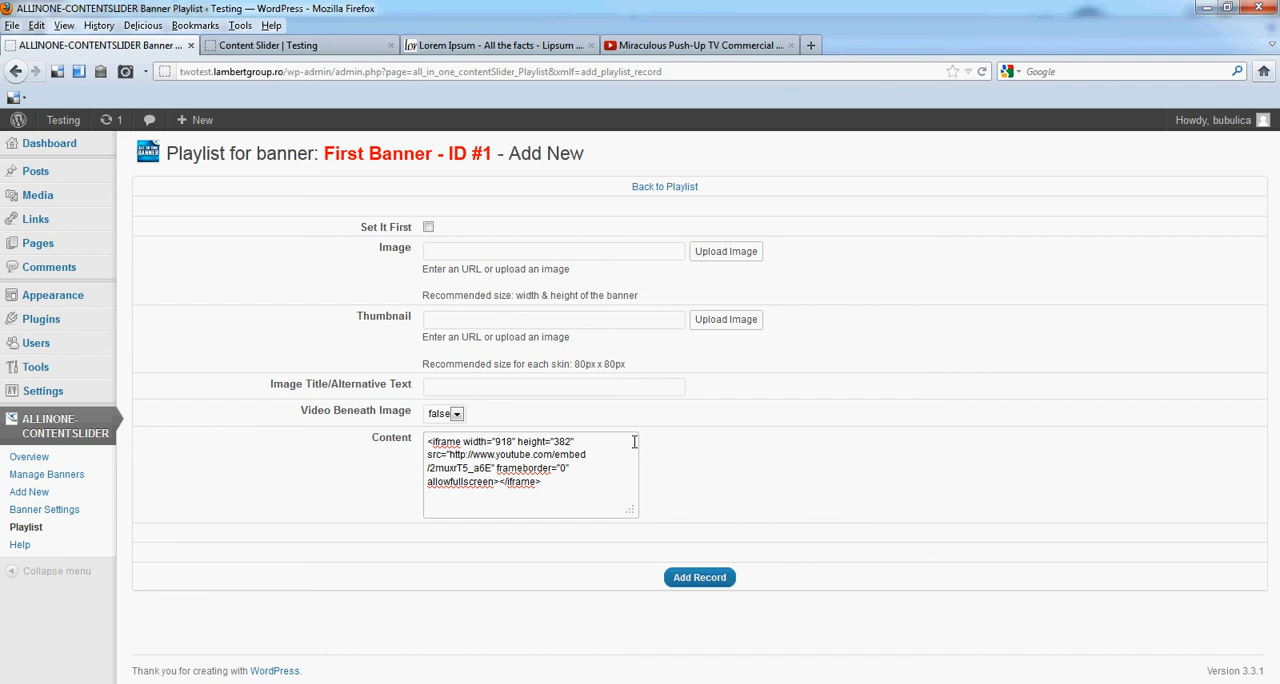 ALLINONE-CONTENTSLIDER Banner Playlist ‹ Testing — WordPress - Mozilla Firefox
File Edit View History Delicious Bookmarks Tools Help
ALLINONE-CONTENTSLIDER Banner ... × Content Slider | Testing × Lorem Ipsum - All the facts - Lipsum ... × Miraculous Push-Up TV Commercial ... × +
twotest.lambertgroup.ro/wp-admin/admin.php?page=all_in_one_contentSlider_Playlist&xmlf=add_playlist_record
Google
Testing 1 + New Howdy, bubulica
Dashboard
Posts
Media
Links
Pages
Comments
Appearance
Plugins
Users
Tools
Settings
ALLINONE-
CONTENTSLIDER
Overview
Manage Banners
Add New
Banner Settings
Playlist
Help
Collapse menu
Playlist for banner: First Banner - ID #1 - Add New
Back to Playlist
Set It First
Image Upload Image
Enter an URL or upload an image
Recommended size: width & height of the banner
Thumbnail Upload Image
Enter an URL or upload an image
Recommended size for each skin: 80px x 80px
Image Title/Alternative Text
Video Beneath Image false
Content
<iframe width="918" height="382"
src="http://www.youtube.com/embed
/2muxrT5_a6E" frameborder="0"
allowfullscreen></iframe>
Add Record
Thank you for creating with WordPress.
Version 3.3.1